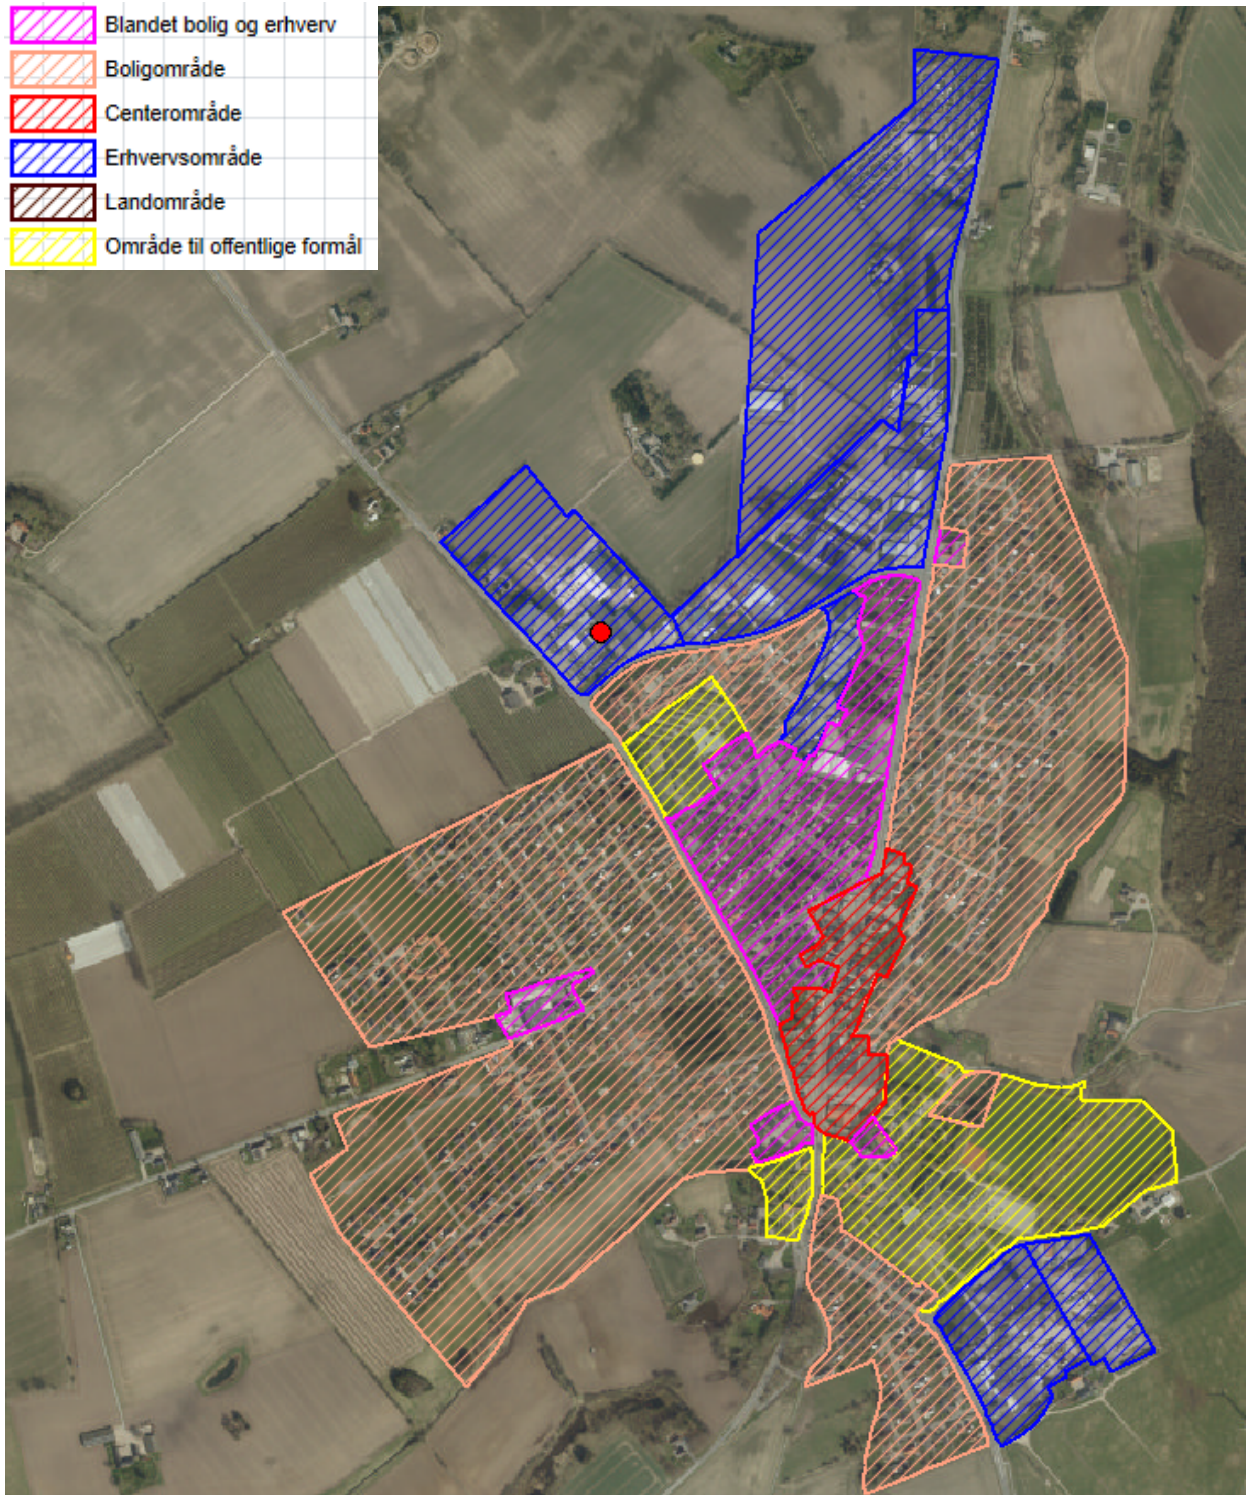 Blandet bolig og erhverv
Boligområde
Centerområde
Erhvervsområde
Landområde
Område til offentlige formål